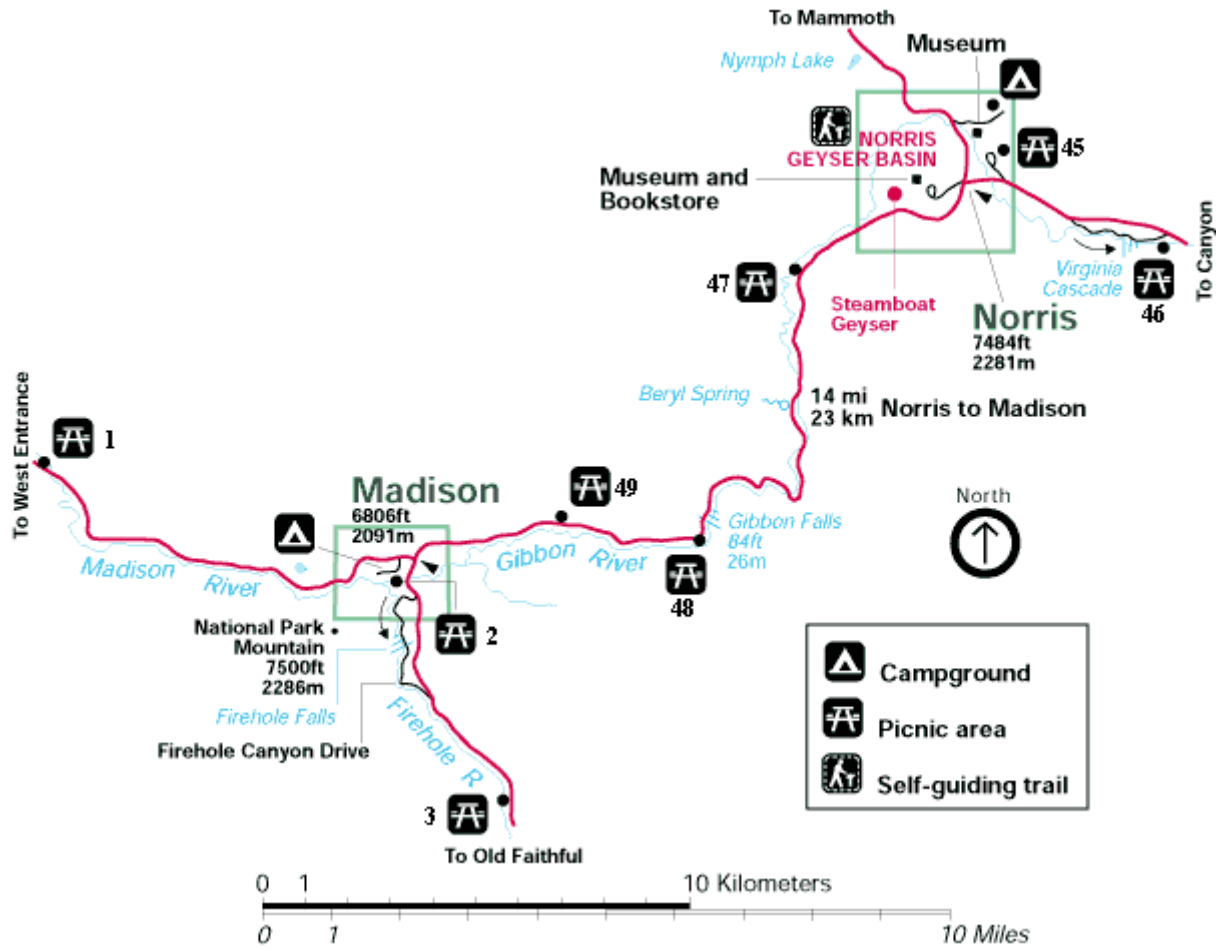 To Mammoth
Museum
Nymph Lake
45
NORRIS
GEYSER BASIN
Museum and
Bookstore
To Canyon
Virginia
Cascade
46
47
Steamboat
Geyser
Norris
7484ft
2281m
Beryl Spring
14 mi
23 km
Norris to Madison
To West Entrance
1
Madison
6806ft
2091m
49
Gibbon Falls
84ft
26m
North
Madison River
Gibbon River
48
2
National Park
Mountain
7500ft
2286m
Firehole Falls
Firehole Canyon Drive
Firehole R
3
To Old Faithful
Campground
Picnic area
Self-guiding trail
0 1 10 Kilometers
0 1 10 Miles